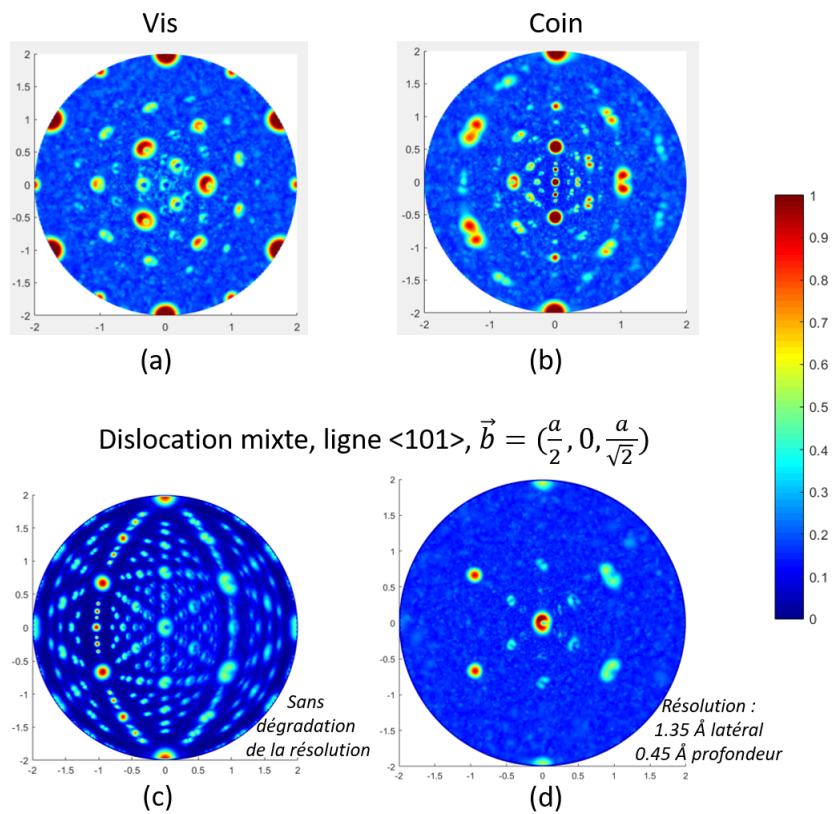 Vis
Coin
2
1.5
1
0.5
0
-0.5
-1
-1.5
-2
-2 -1 0 1 2
(a)
2
1.5
1
0.5
0
-0.5
-1
-1.5
-2
-2 -1 0 1 2
(b)
1
0.9
0.8
0.7
0.6
0.5
0.4
0.3
0.2
0.1
0
Dislocation mixte, ligne <101>, b⃗ = (a/2, 0, a/√2)
2
1.5
1
0.5
0
-0.5
-1
-1.5
-2
-2 -1.5 -1 -0.5 0 0.5 1 1.5 2
Sans
dégradation
de la résolution
(c)
2
1.5
1
0.5
0
-0.5
-1
-1.5
-2
-2 -1.5 -1 -0.5 0 0.5 1 1.5 2
Résolution :
1.35 Å latéral
0.45 Å profondeur
(d)